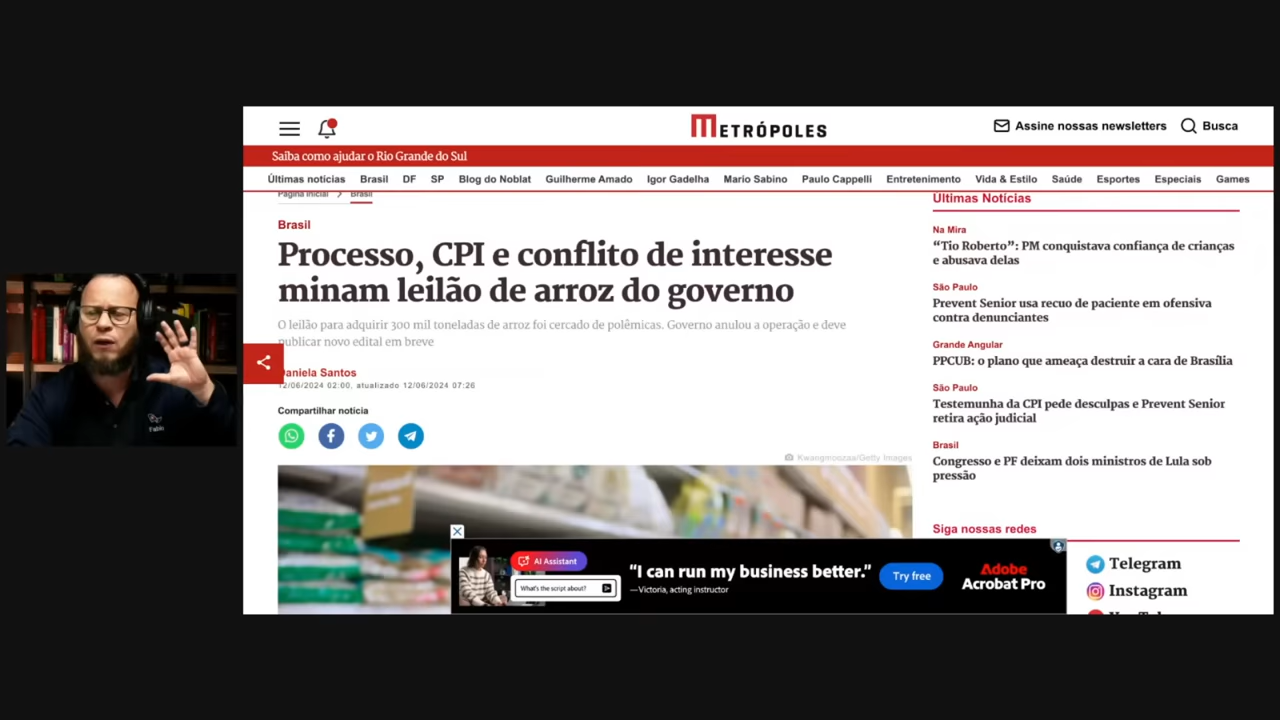 METRÓPOLES
Assine nossas newsletters
Busca
Saiba como ajudar o Rio Grande do Sul
Últimas notícias Brasil DF SP Blog do Noblat Guilherme Amado Igor Gadelha Mario Sabino Paulo Cappelli Entretenimento Vida & Estilo Saúde Esportes Especiais Games
Página inicial Brasil
Brasil
Processo, CPI e conflito de interesse
minam leilão de arroz do governo
O leilão para adquirir 300 mil toneladas de arroz foi cercado de polêmicas. Governo anulou a operação e deve
publicar novo edital em breve
Daniela Santos
12/06/2024 02:00, atualizado 12/06/2024 07:26
Compartilhar notícia
Kwangmoozaa/Getty Images
Últimas Notícias
Na Mira
“Tio Roberto”: PM conquistava confiança de crianças
e abusava delas
São Paulo
Prevent Senior usa recuo de paciente em ofensiva
contra denunciantes
Grande Angular
PPCUB: o plano que ameaça destruir a cara de Brasília
São Paulo
Testemunha da CPI pede desculpas e Prevent Senior
retira ação judicial
Brasil
Congresso e PF deixam dois ministros de Lula sob
pressão
Siga nossas redes
Telegram
Instagram
AI Assistant
What's the script about?
“I can run my business better.”
—Victoria, acting instructor
Try free
Adobe
Acrobat Pro